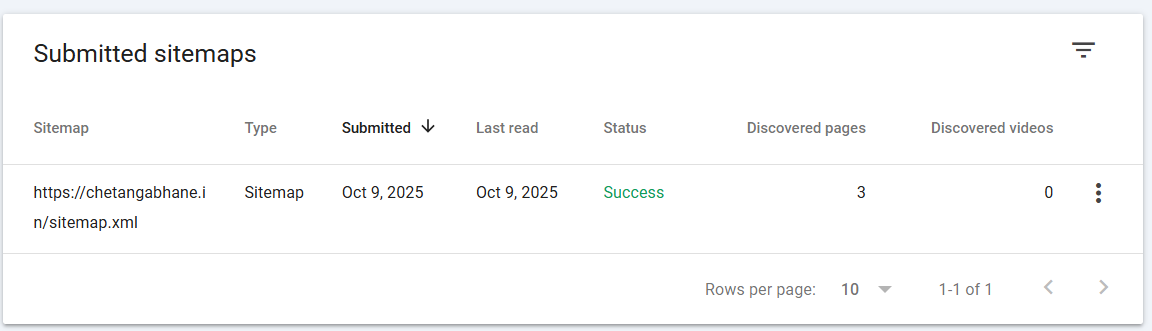 Submitted sitemaps
Sitemap Type Submitted Last read Status Discovered pages Discovered videos
https://chetangabhane.i Sitemap Oct 9, 2025 Oct 9, 2025 Success 3 0
n/sitemap.xml
Rows per page: 10 1-1 of 1